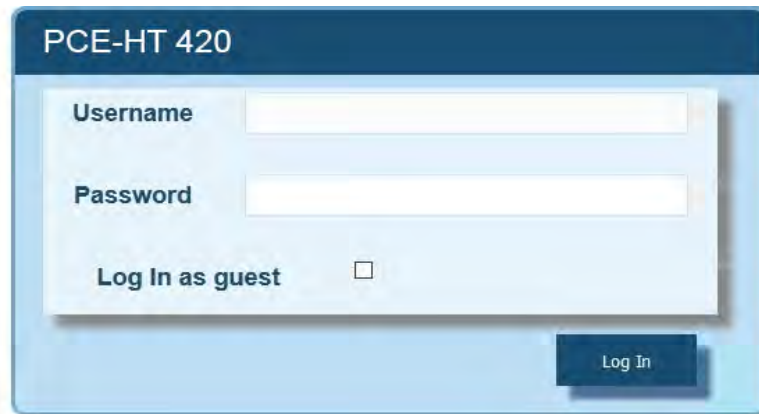 PCE-HT 420
Username
Password
Log In as guest
Log In